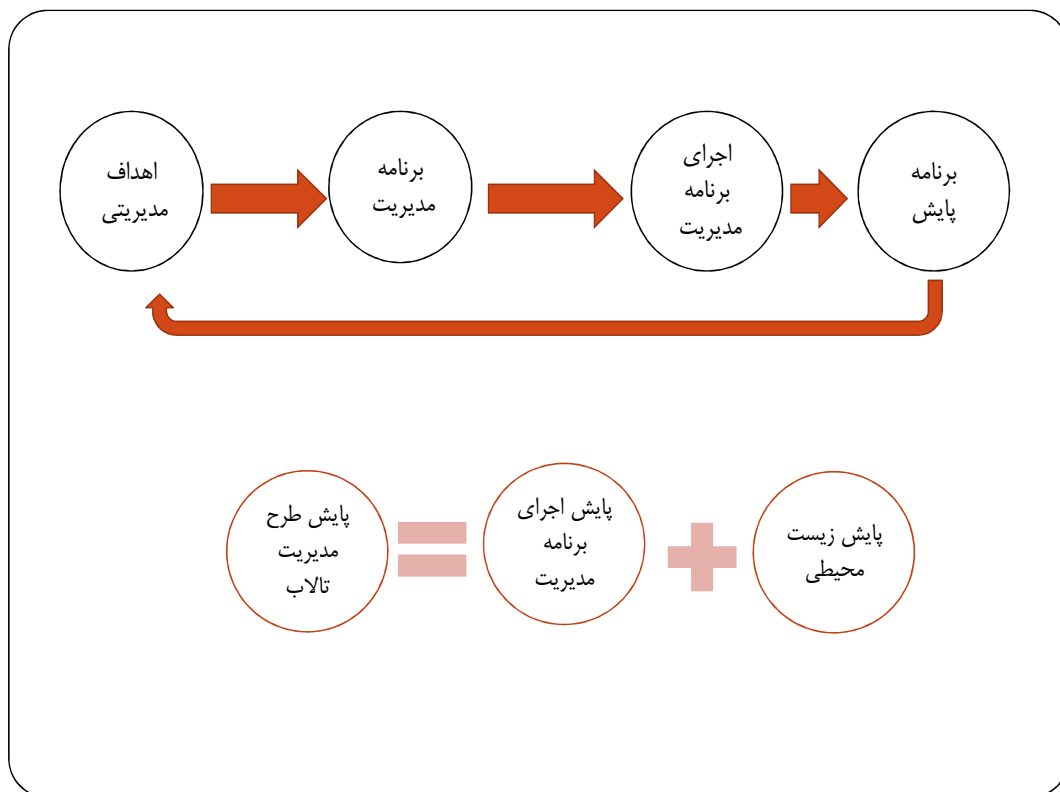 اهداف
مدیریتی
برنامه
مدیریت
اجرای
برنامه
مدیریت
برنامه
پایش
پایش زیست
محیطی
پایش اجرای
برنامه
مدیریت
پایش طرح
مدیریت
تالاب